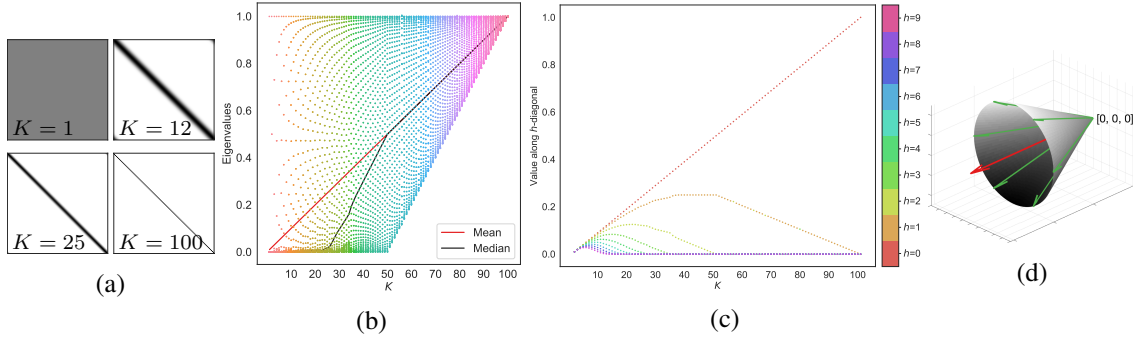 K = 1
K = 12
K = 25
K = 100
(a)
Eigenvalues
1.0
0.8
0.6
0.4
0.2
0.0
Mean
Median
10 20 30 40 50 60 70 80 90 100
K
(b)
Value along h-diagonal
1.0
0.8
0.6
0.4
0.2
0.0
10 20 30 40 50 60 70 80 90 100
K
(c)
h=9
h=8
h=7
h=6
h=5
h=4
h=3
h=2
h=1
h=0
[0, 0, 0]
(d)